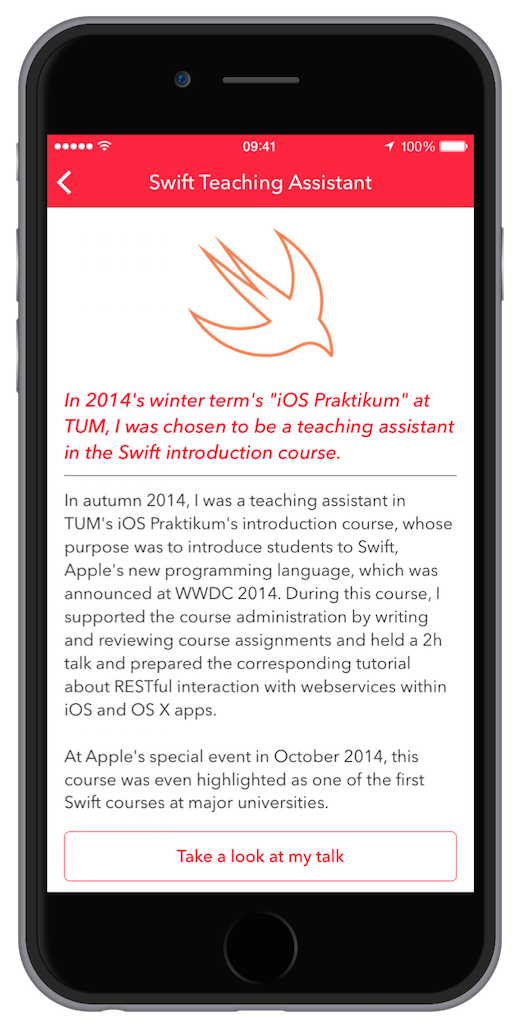 09:41
100%
Swift Teaching Assistant
In 2014's winter term's "iOS Praktikum" at
TUM, I was chosen to be a teaching assistant
in the Swift introduction course.
In autumn 2014, I was a teaching assistant in
TUM's iOS Praktikum's introduction course, whose
purpose was to introduce students to Swift,
Apple's new programming language, which was
announced at WWDC 2014. During this course, I
supported the course administration by writing
and reviewing course assignments and held a 2h
talk and prepared the corresponding tutorial
about RESTful interaction with webservices within
iOS and OS X apps.
At Apple's special event in October 2014, this
course was even highlighted as one of the first
Swift courses at major universities.
Take a look at my talk